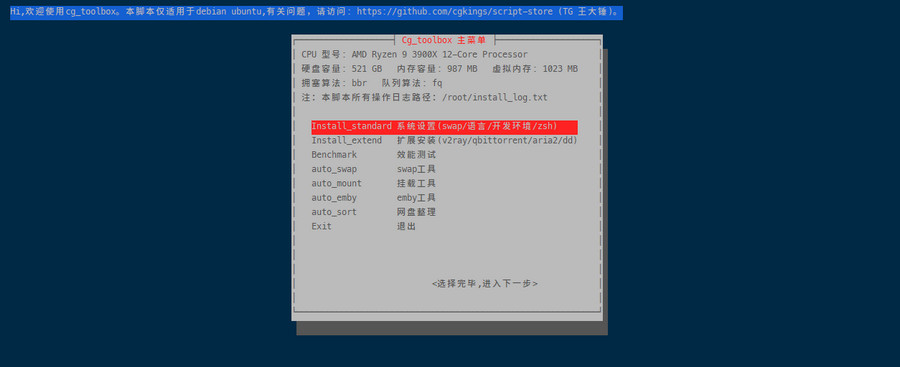 Hi,欢迎使用cg_toolbox。本脚本仅适用于debian ubuntu,有关问题，请访问：https://github.com/cgkings/script-store (TG 王大锤)。
Cg_toolbox 主菜单
CPU 型号：AMD Ryzen 9 3900X 12-Core Processor
硬盘容量：521 GB 内存容量：987 MB 虚拟内存：1023 MB
拥塞算法：bbr 队列算法：fq
注：本脚本所有操作日志路径：/root/install_log.txt
Install_standard 系统设置(swap/语言/开发环境/zsh)
Install_extend 扩展安装(v2ray/qbittorrent/aria2/dd)
Benchmark 效能测试
auto_swap swap工具
auto_mount 挂载工具
auto_emby emby工具
auto_sort 网盘整理
Exit 退出
<选择完毕,进入下一步>